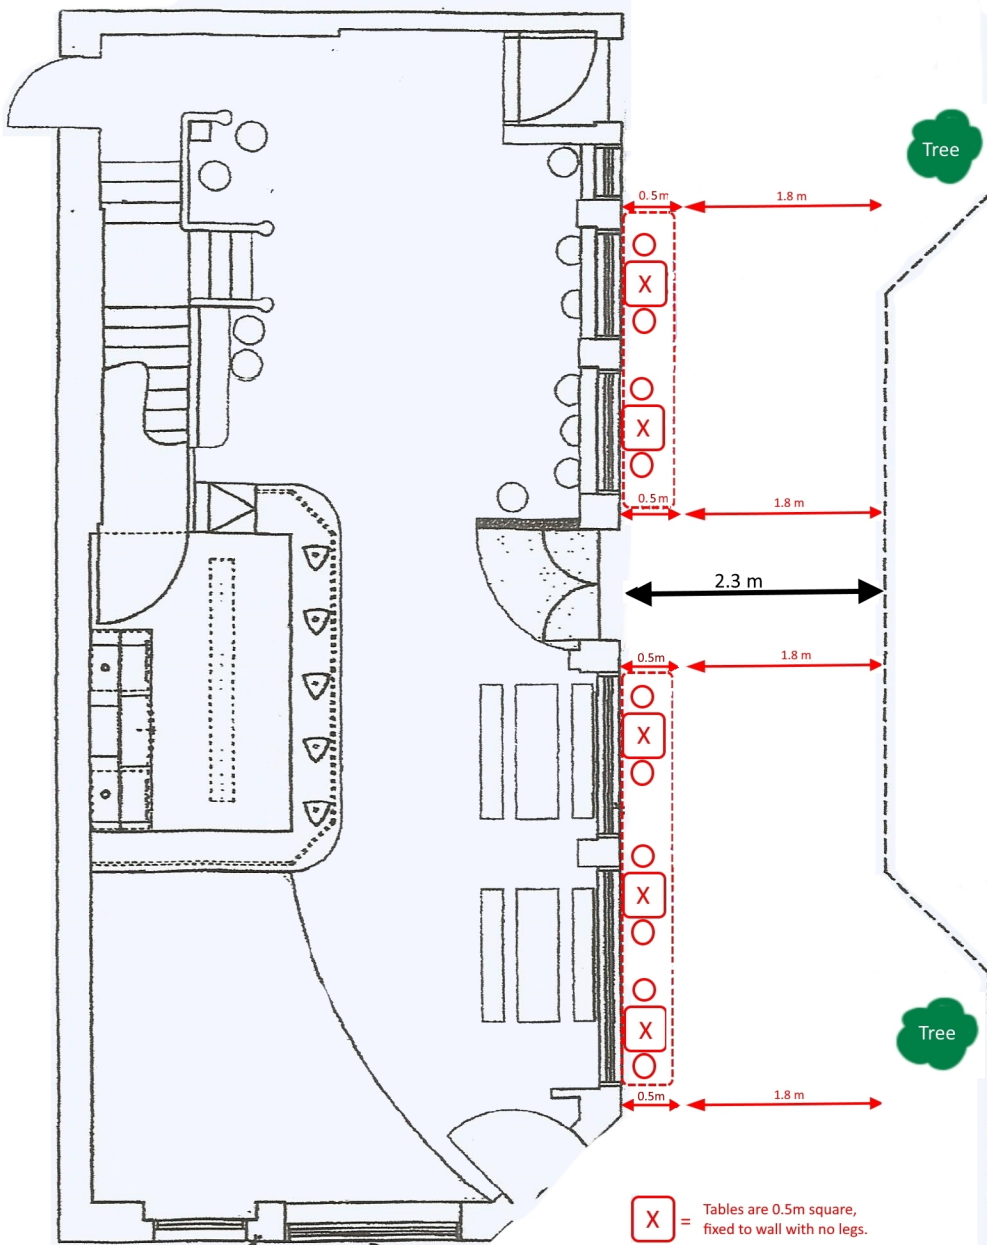 Tree
0.5m
1.8 m
X
X
0.5m
1.8 m
2.3 m
0.5m
1.8 m
X
X
X
Tree
0.5m
1.8 m
X = Tables are 0.5m square,
fixed to wall with no legs.